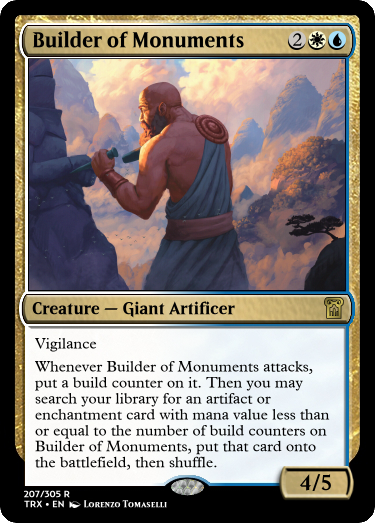 Builder of Monuments 2
Creature — Giant Artificer
Vigilance
Whenever Builder of Monuments attacks,
put a build counter on it. Then you may
search your library for an artifact or
enchantment card with mana value less than
or equal to the number of build counters on
Builder of Monuments, put that card onto
the battlefield, then shuffle.
4/5
207/305 R
TRX • EN Lorenzo Tomaselli